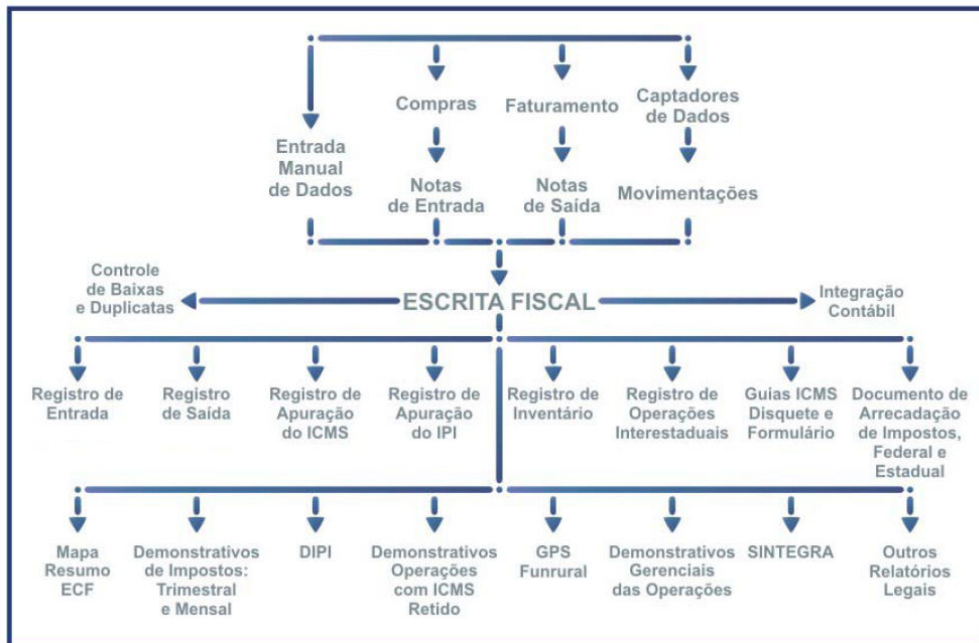 Entrada
Manual
de Dados
Compras
Notas
de Entrada
Faturamento
Notas
de Saída
Captadores
de Dados
Movimentações
Controle
de Baixas
e Duplicatas
ESCRITA FISCAL
Integração
Contábil
Registro de
Entrada
Registro
de Saída
Registro de
Apuração
do ICMS
Registro de
Apuração
do IPI
Registro de
Inventário
Registro de
Operações
Interestaduais
Guias ICMS
Disquete e
Formulário
Documento de
Arrecadação
de Impostos,
Federal e
Estadual
Mapa
Resumo
ECF
Demonstrativos
de Impostos:
Trimestral
e Mensal
DIPI
Demonstrativos
Operações
com ICMS
Retido
GPS
Funrural
Demonstrativos
Gerenciais
das Operações
SINTEGRA
Outros
Relatórios
Legais